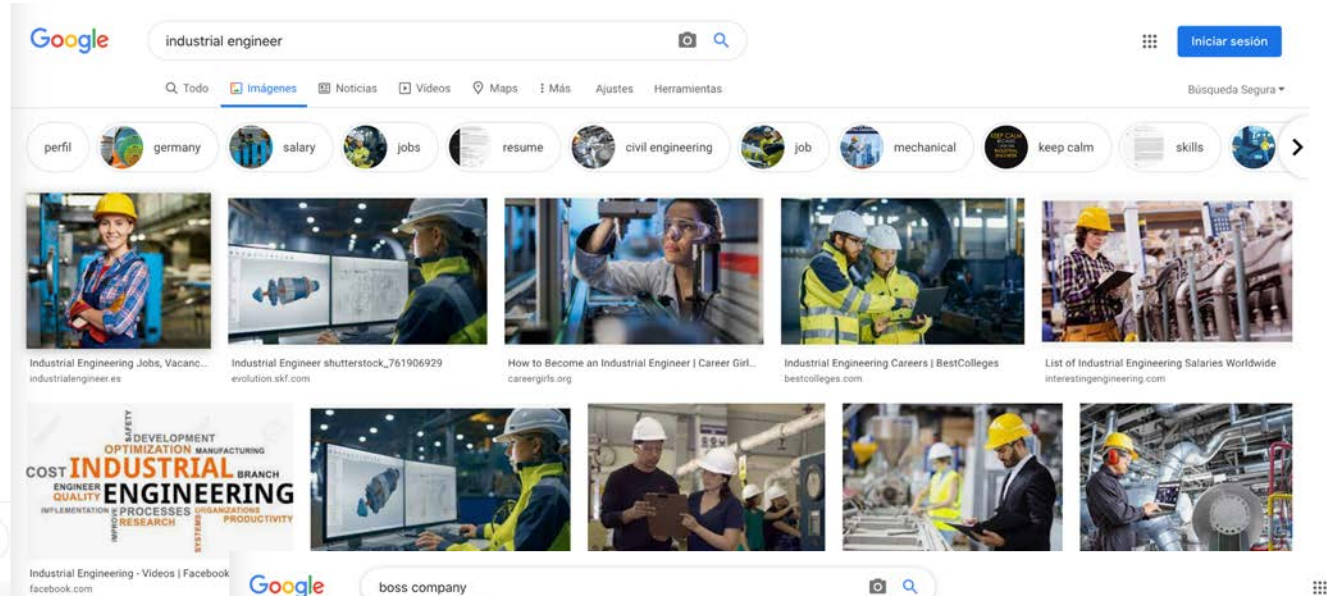 Google
industrial engineer
Iniciar sesión
Todo Imágenes Noticias Vídeos Maps Más Ajustes Herramientas
Búsqueda Segura
perfil germany salary jobs resume civil engineering job mechanical keep calm skills
Industrial Engineering Jobs, Vacanc...
industrialengineer.es
Industrial Engineer shutterstock_761906929
evolution.skf.com
How to Become an Industrial Engineer | Career Girl...
careergirls.org
Industrial Engineering Careers | BestColleges
bestcolleges.com
List of Industrial Engineering Salaries Worldwide
interestingengineering.com
SAFETY
DEVELOPMENT
OPTIMIZATION MANUFACTURING
COST INDUSTRIAL BRANCH
ENGINEER
QUALITY ENGINEERING
IMPLEMENTATION PROCESSES ORGANIZATIONS
IMPROVE RESEARCH SYSTEMS PRODUCTIVITY
Industrial Engineering - Videos | Facebook
facebook.com
Google
boss company